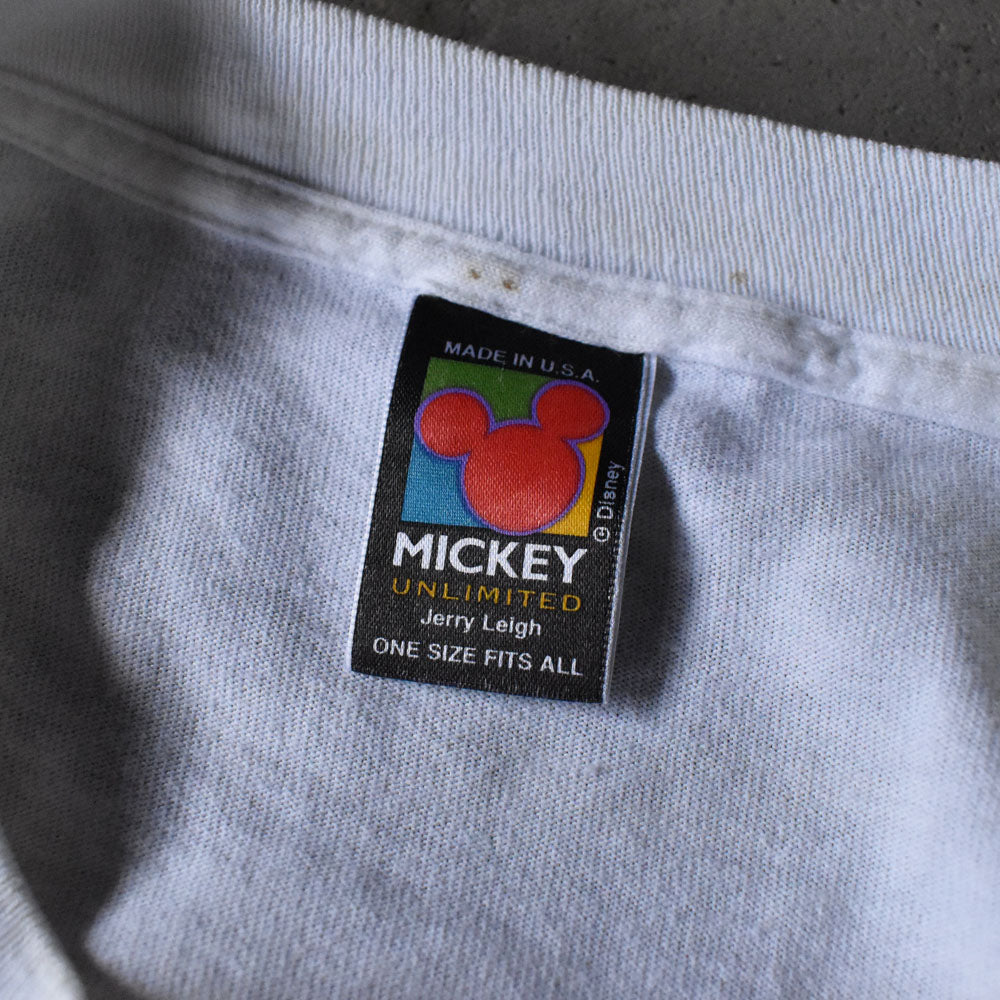 MADE IN U.S.A.
© Disney
MICKEY
UNLIMITED
Jerry Leigh
ONE SIZE FITS ALL